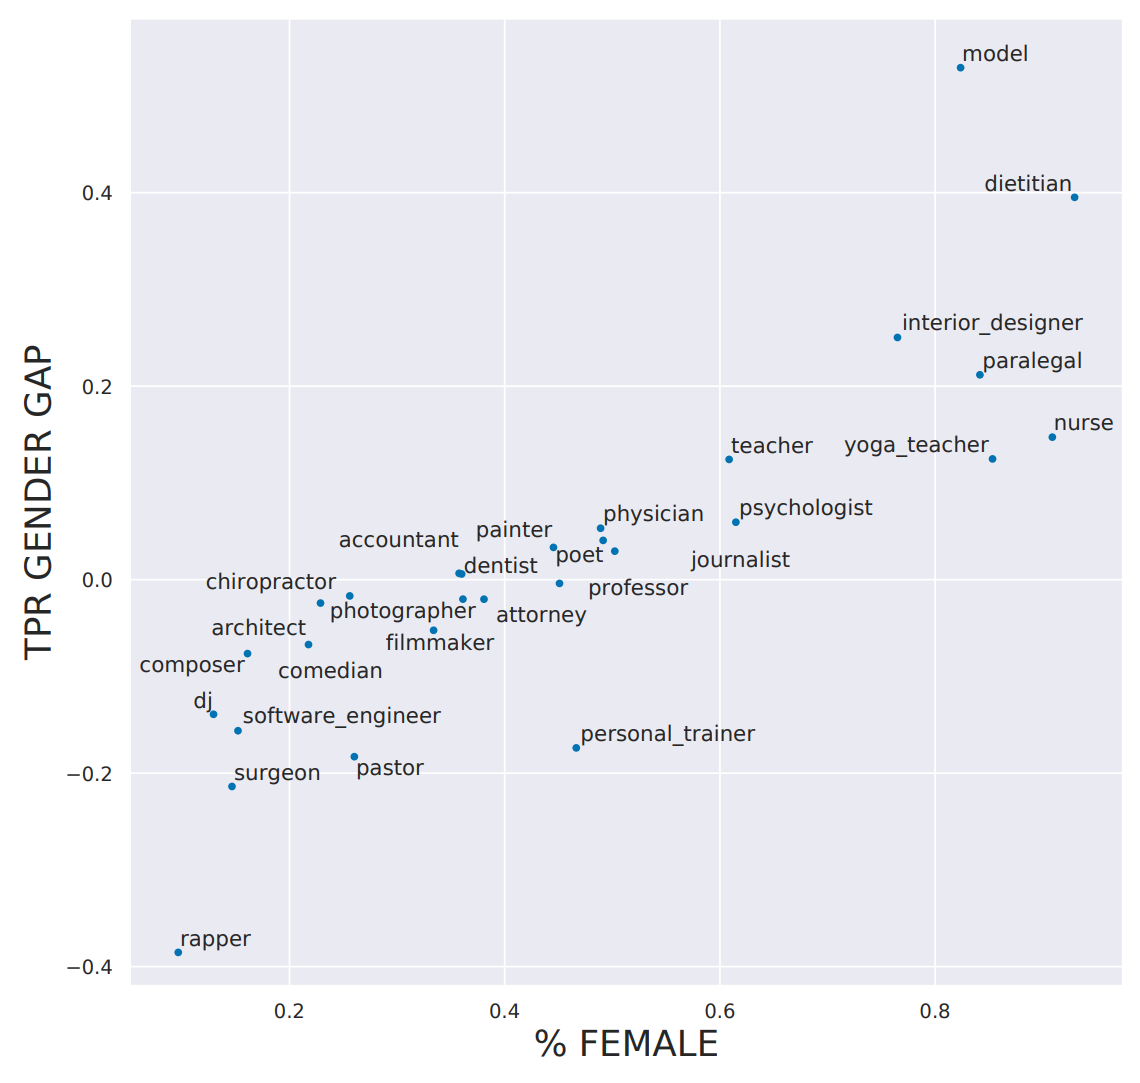 model
dietitian
0.4
interior_designer
paralegal
0.2
nurse
teacher
yoga_teacher
psychologist
physician
painter
accountant
poet
journalist
dentist
0.0
chiropractor
professor
photographer
attorney
architect
filmmaker
composer
comedian
dj
software_engineer
personal_trainer
−0.2
surgeon
pastor
rapper
−0.4
0.2
0.4
0.6
0.8
% FEMALE
TPR GENDER GAP